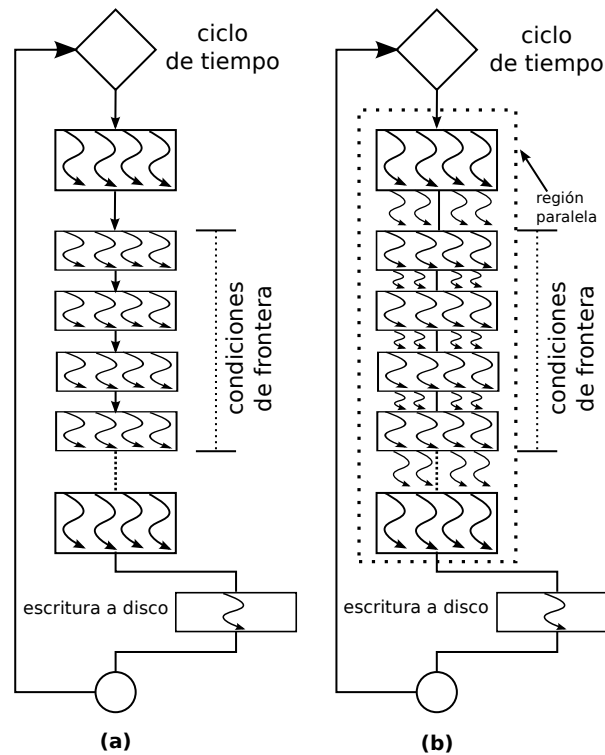 ciclo
de tiempo
condiciones
de frontera
escritura a disco
(a)
ciclo
de tiempo
región
paralela
condiciones
de frontera
escritura a disco
(b)